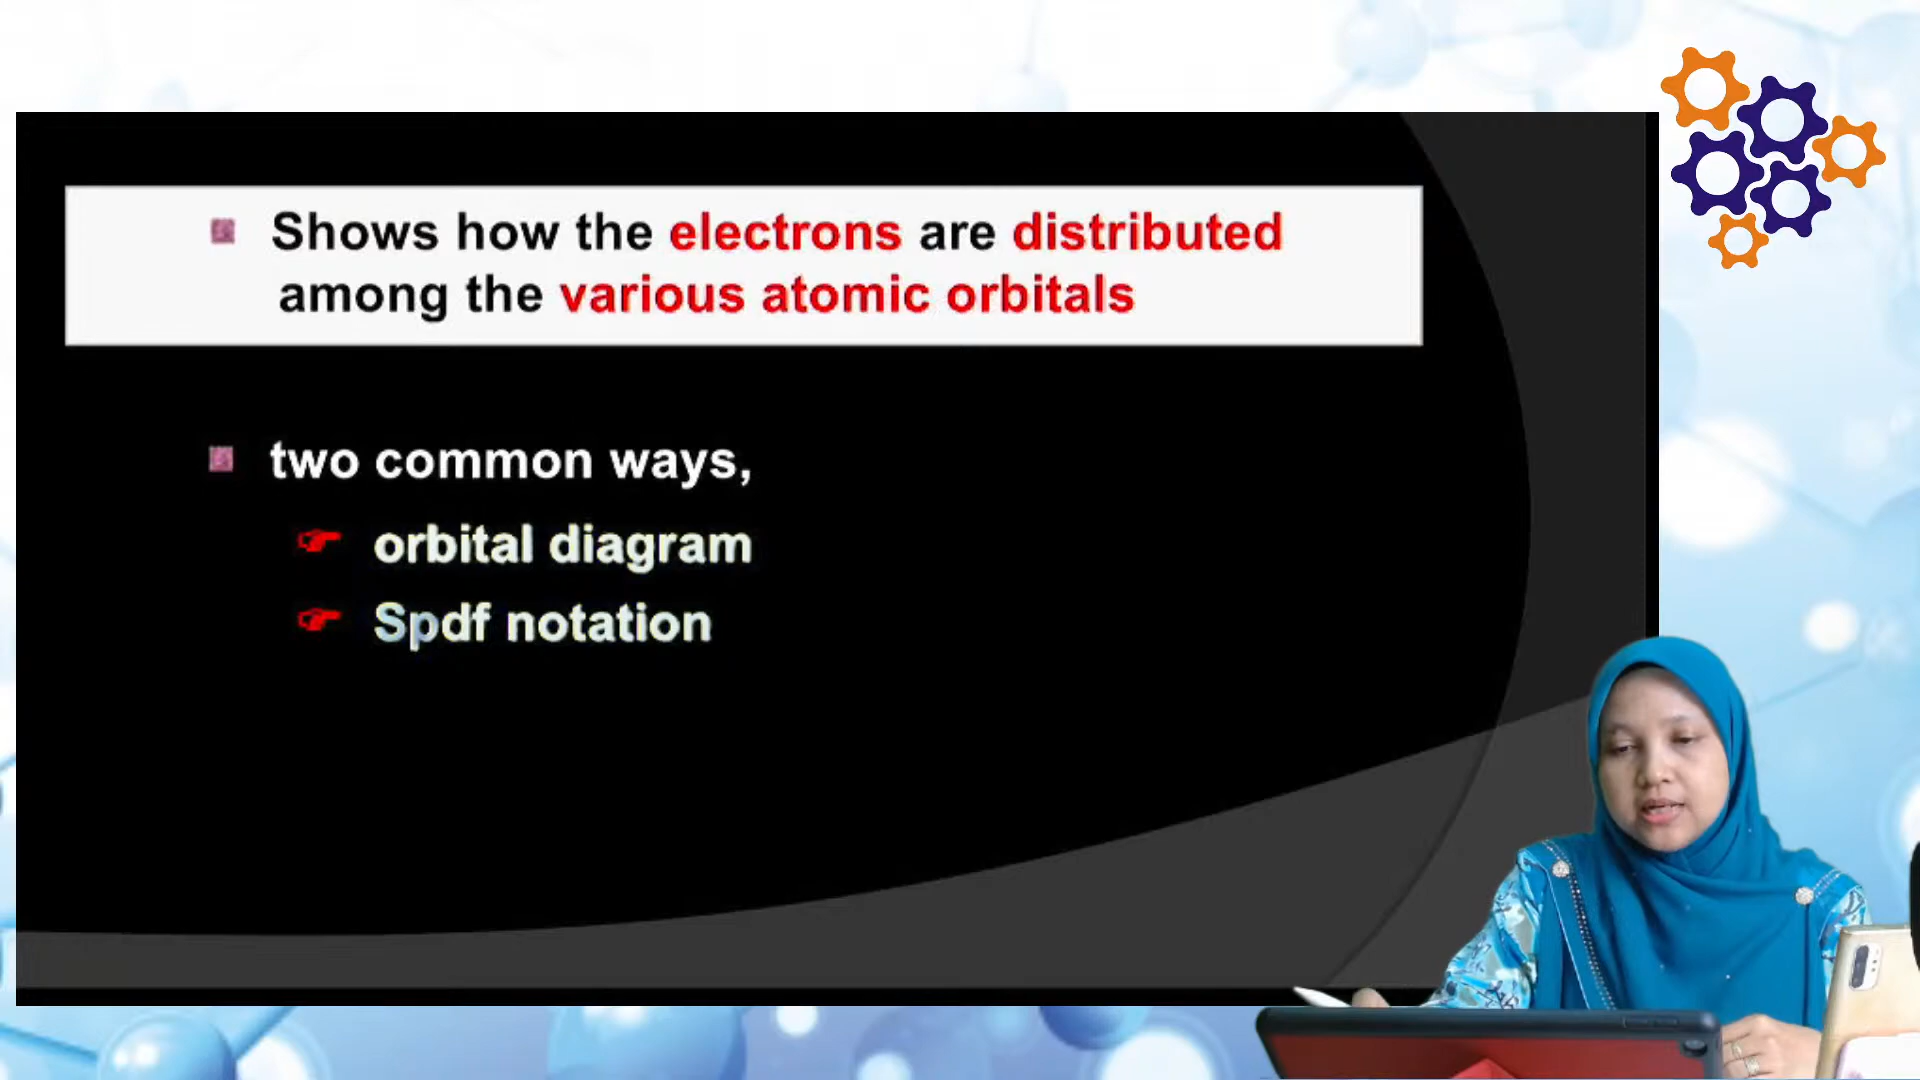 Shows how the electrons are distributed
among the various atomic orbitals
two common ways,
orbital diagram
Spdf notation